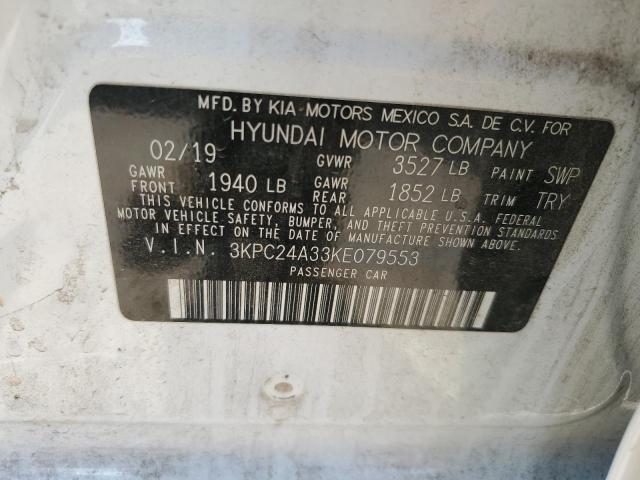 MFD. BY KIA MOTORS MEXICO S.A. DE C.V. FOR
HYUNDAI MOTOR COMPANY
02/19 GVWR 3527 LB PAINT SWP
GAWR FRONT 1940 LB GAWR REAR 1852 LB TRIM TRY
THIS VEHICLE CONFORMS TO ALL APPLICABLE U.S.A. FEDERAL
MOTOR VEHICLE SAFETY, BUMPER, AND THEFT PREVENTION STANDARDS
IN EFFECT ON THE DATE OF MANUFACTURE SHOWN ABOVE.
V.I.N. 3KPC24A33KE079553
PASSENGER CAR